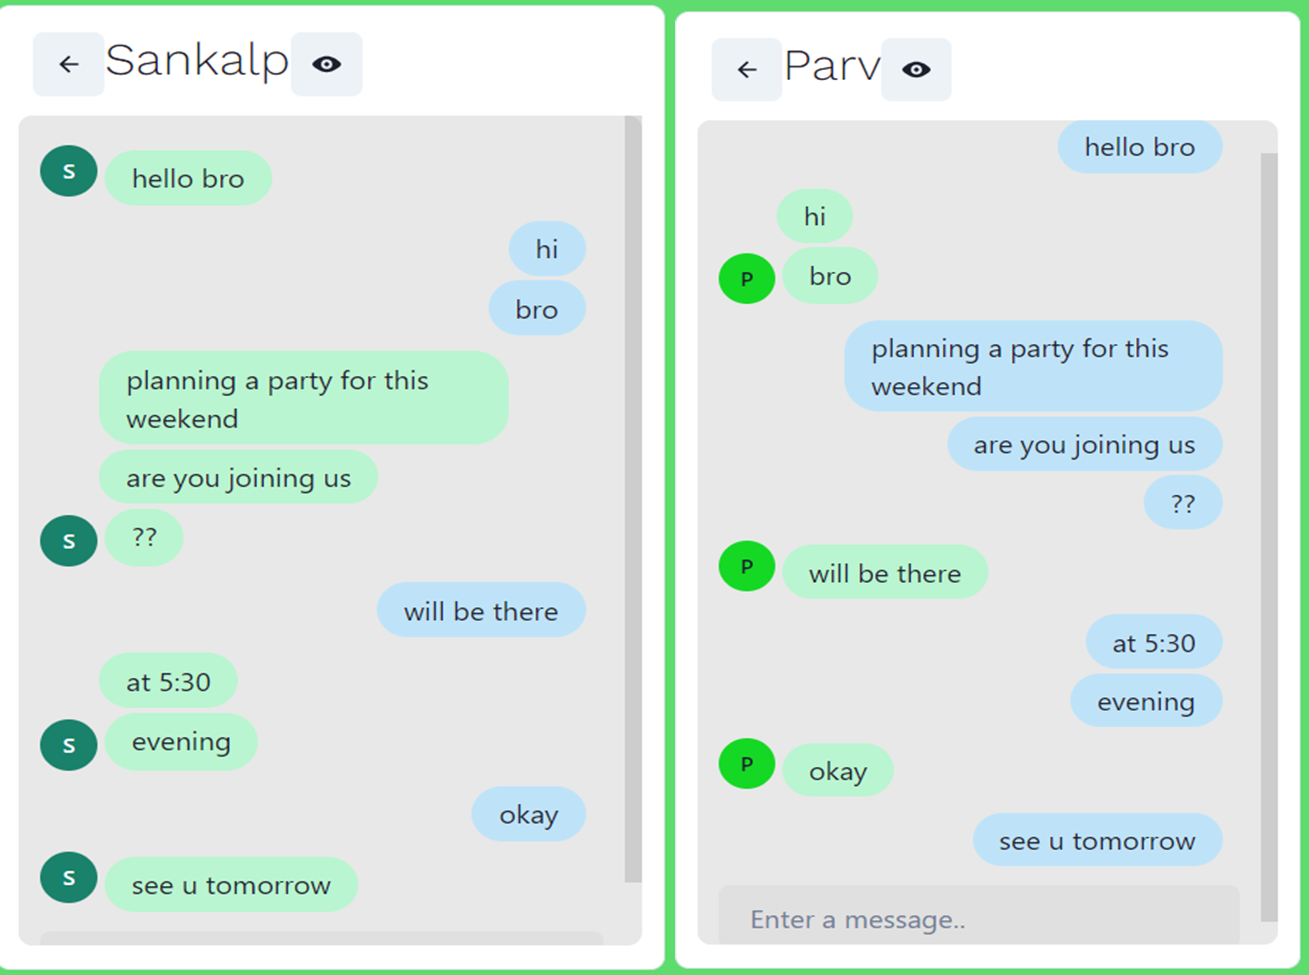 Sankalp
S
hello bro
hi
bro
planning a party for this
weekend
are you joining us
S
??
will be there
at 5:30
S
evening
okay
S
see u tomorrow
Parv
hello bro
hi
P
bro
planning a party for this
weekend
are you joining us
??
P
will be there
at 5:30
evening
P
okay
see u tomorrow
Enter a message..